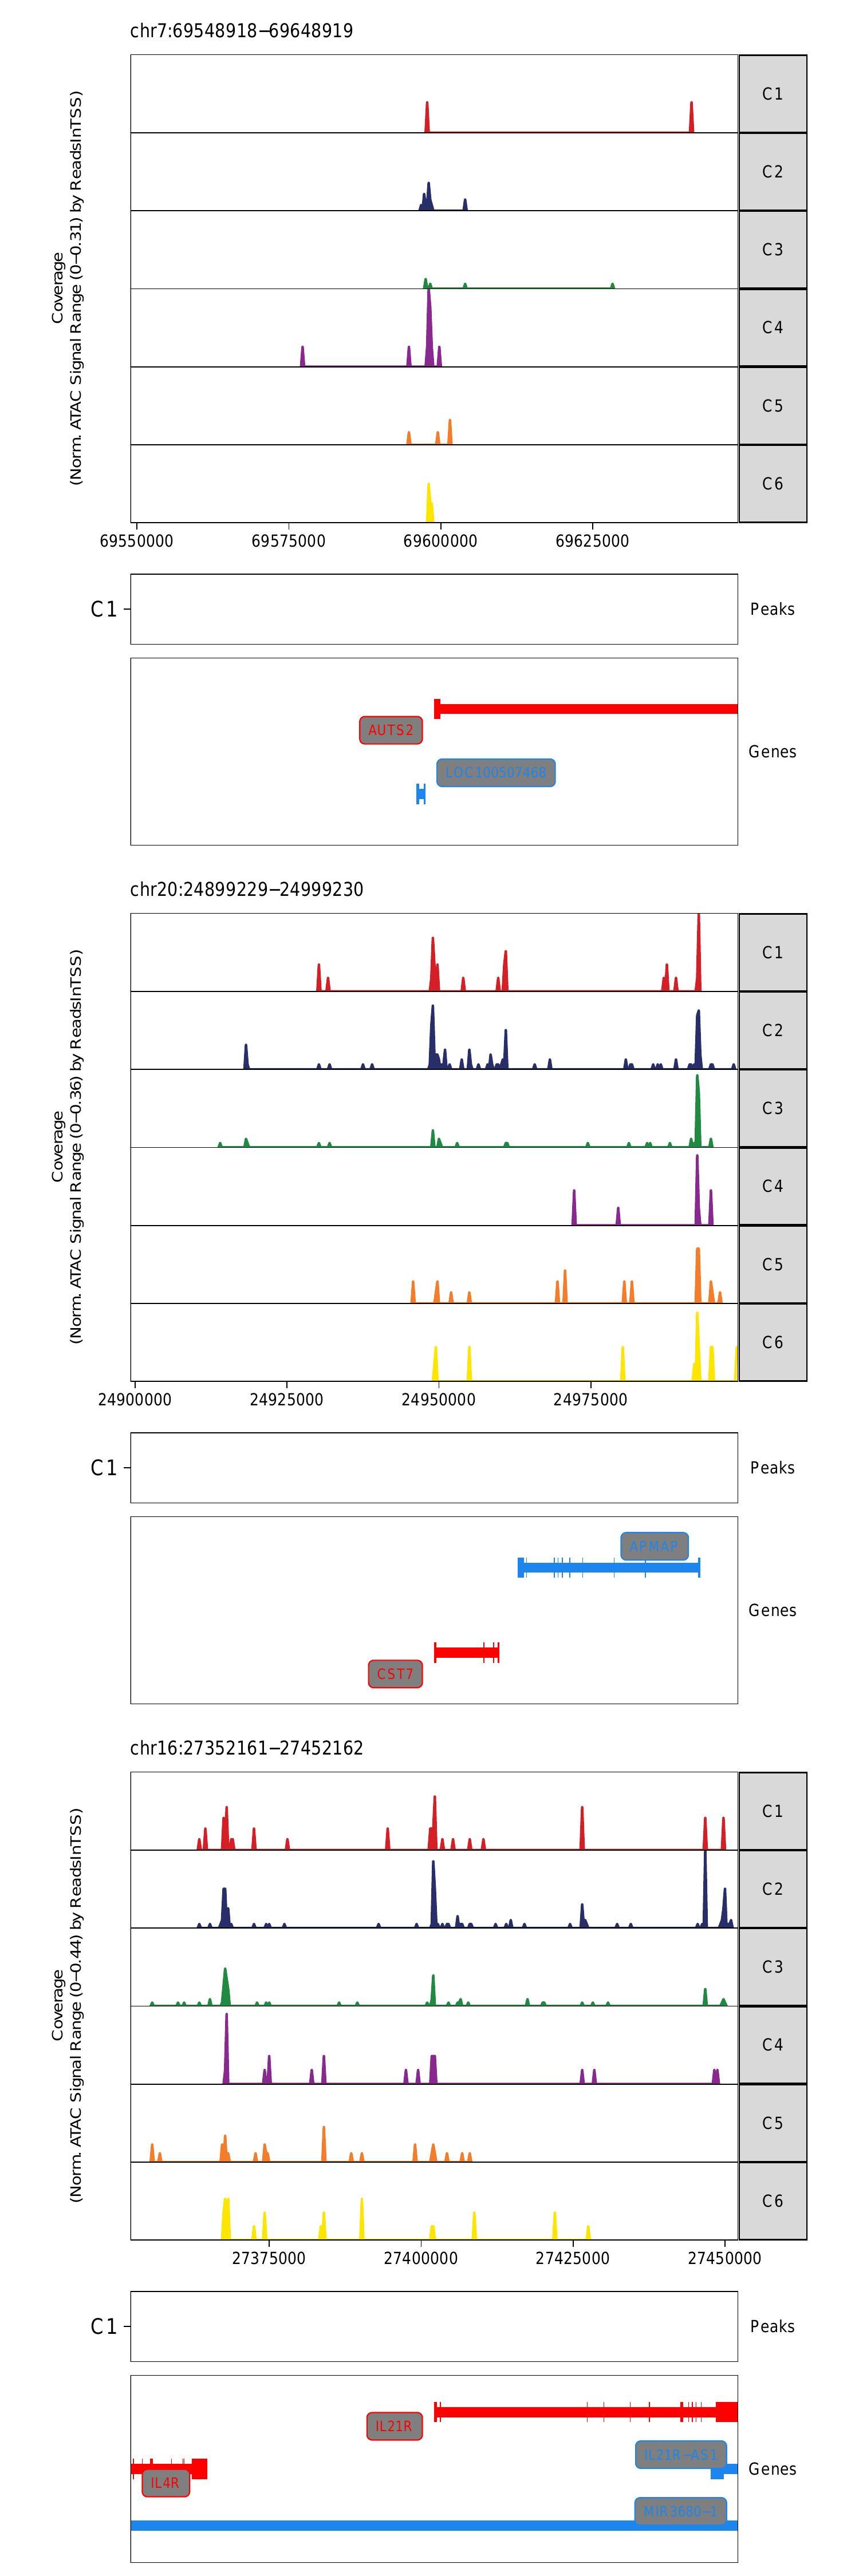 chr7:69548918−69648919
Coverage
(Norm. ATAC Signal Range (0−0.31) by ReadsInTSS)
C1
C2
C3
C4
C5
C6
69550000 69575000 69600000 69625000
C1 Peaks
AUTS2
LOC100507468
Genes
chr20:24899229−24999230
Coverage
(Norm. ATAC Signal Range (0−0.36) by ReadsInTSS)
C1
C2
C3
C4
C5
C6
24900000 24925000 24950000 24975000
C1 Peaks
APMAP
Genes
CST7
chr16:27352161−27452162
Coverage
(Norm. ATAC Signal Range (0−0.44) by ReadsInTSS)
C1
C2
C3
C4
C5
C6
27375000 27400000 27425000 27450000
C1 Peaks
IL21R
IL21R−AS1
Genes
IL4R
MIR3680−1